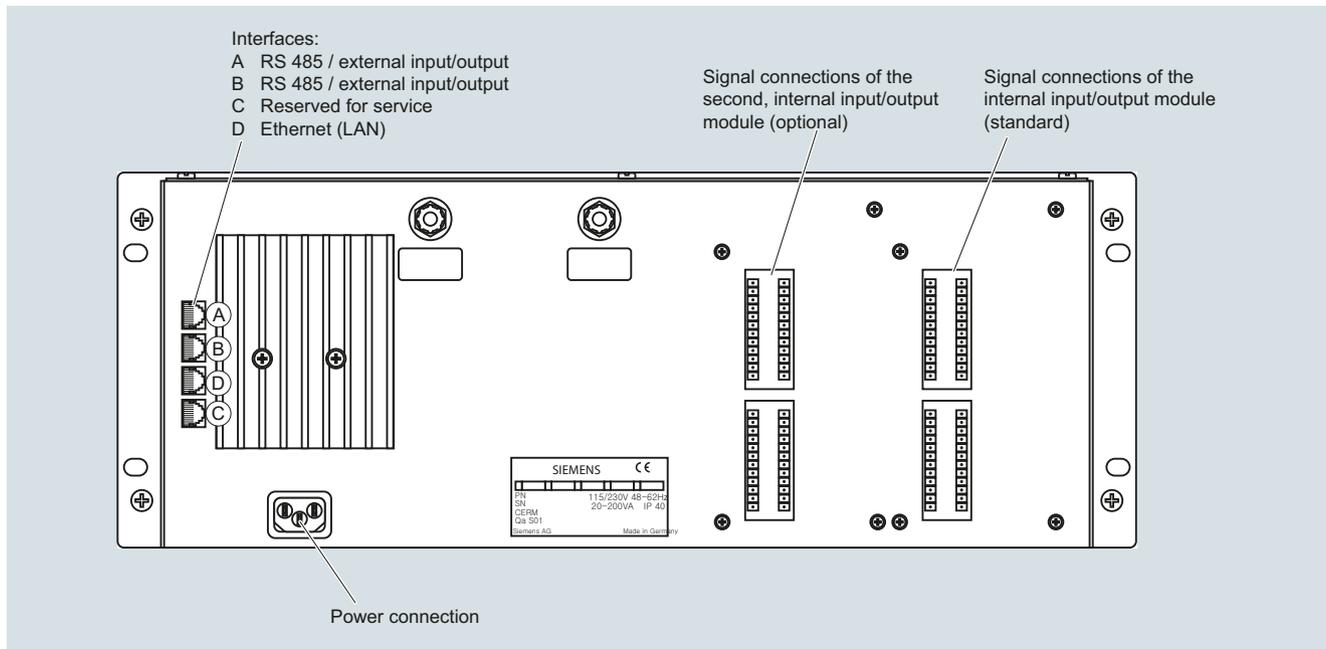 Interfaces:
A RS 485 / external input/output
B RS 485 / external input/output
C Reserved for service
D Ethernet (LAN)
Signal connections of the
second, internal input/output
module (optional)
Signal connections of the
internal input/output module
(standard)
A
B
D
C
SIEMENS CE
PN 115/230V 48-62Hz
SN 20-200VA IP 40
CERM
Qa S01
Siemens AG Made in Germany
Power connection